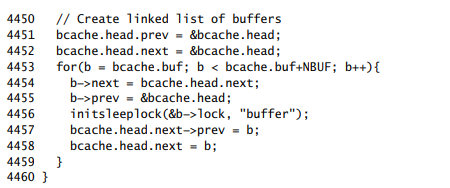 4450   // Create linked list of buffers
4451   bcache.head.prev = &bcache.head;
4452   bcache.head.next = &bcache.head;
4453   for(b = bcache.buf; b < bcache.buf+NBUF; b++){
4454     b->next = bcache.head.next;
4455     b->prev = &bcache.head;
4456     initsleeplock(&b->lock, "buffer");
4457     bcache.head.next->prev = b;
4458     bcache.head.next = b;
4459   }
4460 }